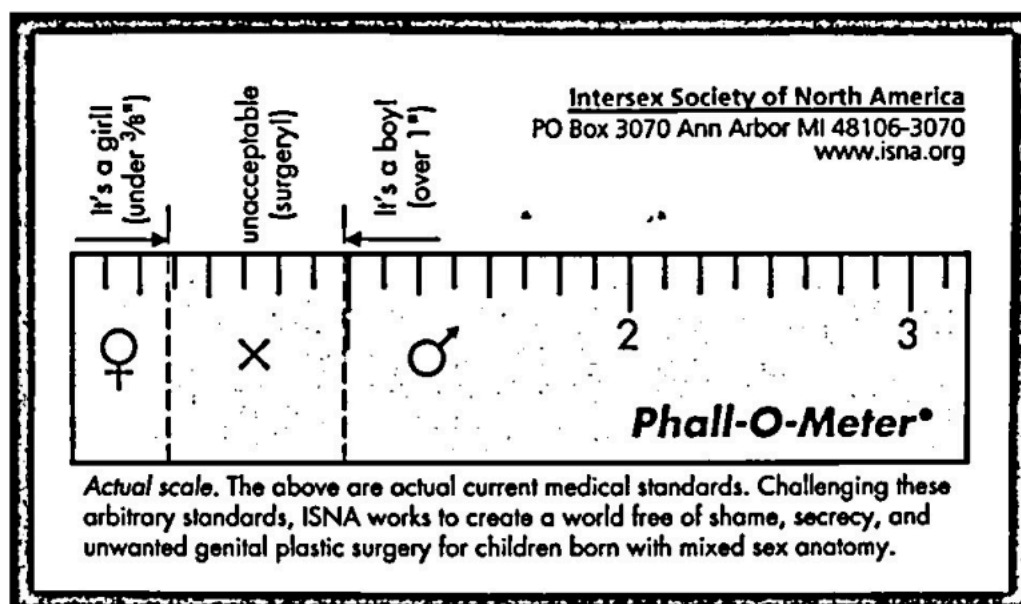 It's a girl!
(under 3/8")
unacceptable
(surgery!)
It's a boy!
(over 1")
Intersex Society of North America
PO Box 3070 Ann Arbor MI 48106-3070
www.isna.org
2
3
Phall-O-Meter®
Actual scale. The above are actual current medical standards. Challenging these
arbitrary standards, ISNA works to create a world free of shame, secrecy, and
unwanted genital plastic surgery for children born with mixed sex anatomy.